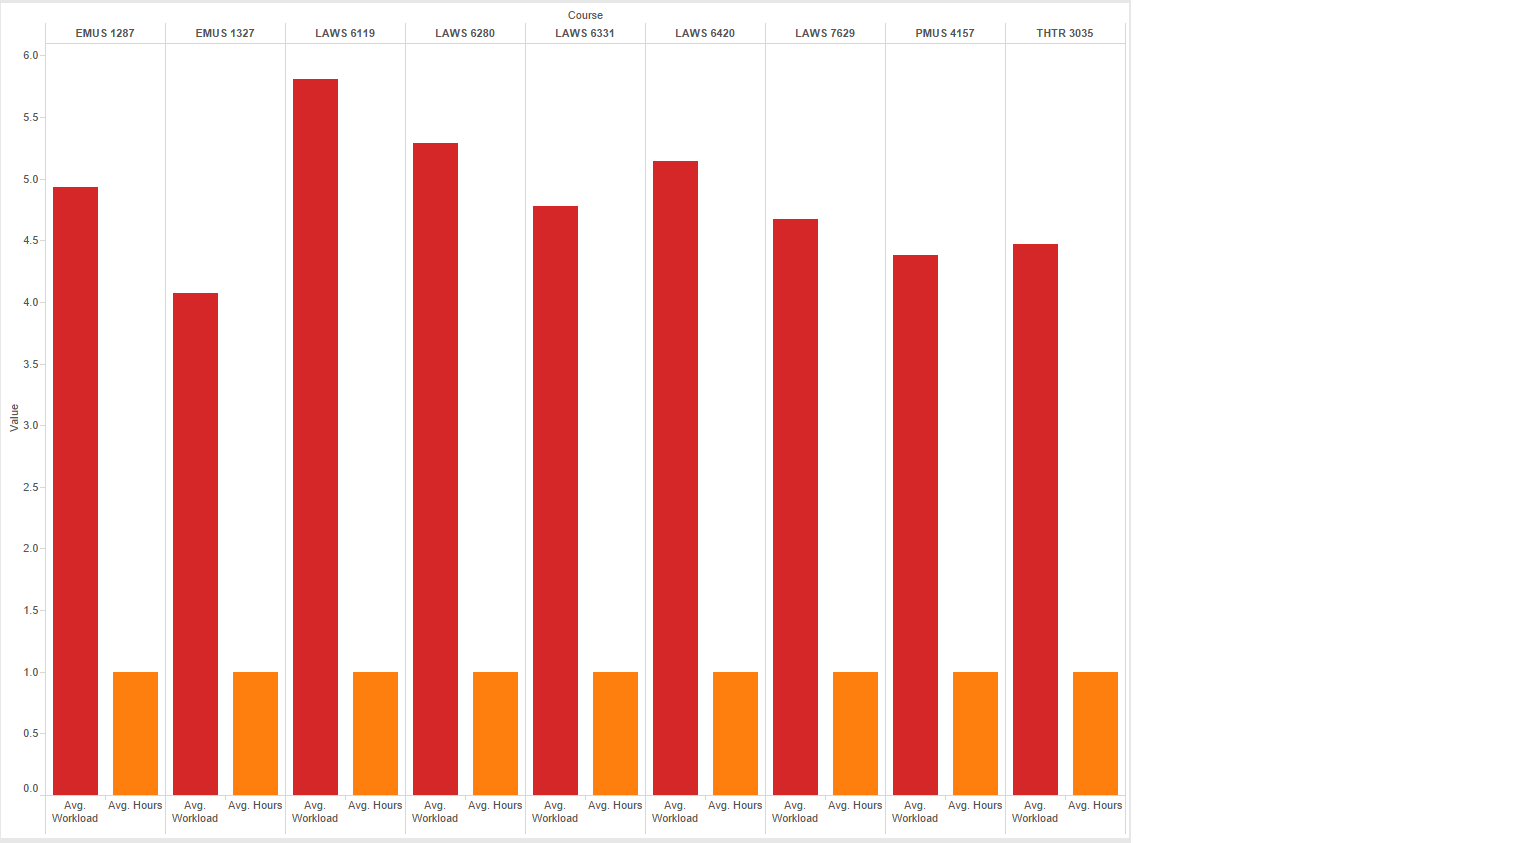 Course
EMUS 1287 EMUS 1327 LAWS 6119 LAWS 6280 LAWS 6331 LAWS 6420 LAWS 7629 PMUS 4157 THTR 3035
6.0
5.5
5.0
4.5
4.0
3.5
Value
3.0
2.5
2.0
1.5
1.0
0.5
0.0
Avg. Avg. Hours Avg. Avg. Hours Avg. Avg. Hours Avg. Avg. Hours Avg. Avg. Hours Avg. Avg. Hours Avg. Avg. Hours Avg. Avg. Hours Avg. Avg. Hours
Workload Workload Workload Workload Workload Workload Workload Workload Workload